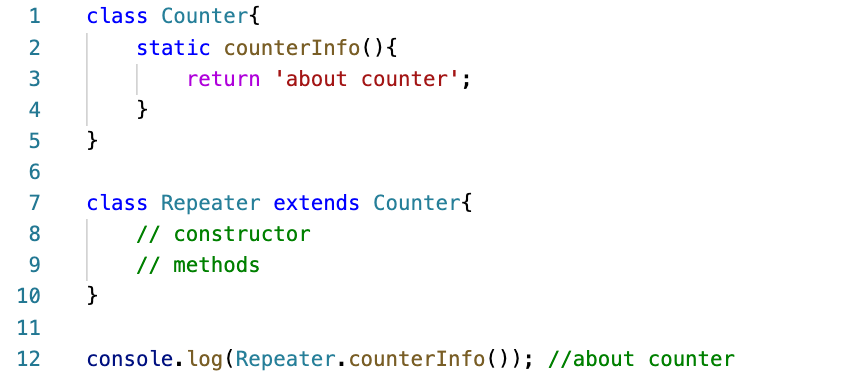 1 class Counter{
2 static counterInfo(){
3 return 'about counter';
4 }
5 }
6
7 class Repeater extends Counter{
8 // constructor
9 // methods
10 }
11
12 console.log(Repeater.counterInfo()); //about counter